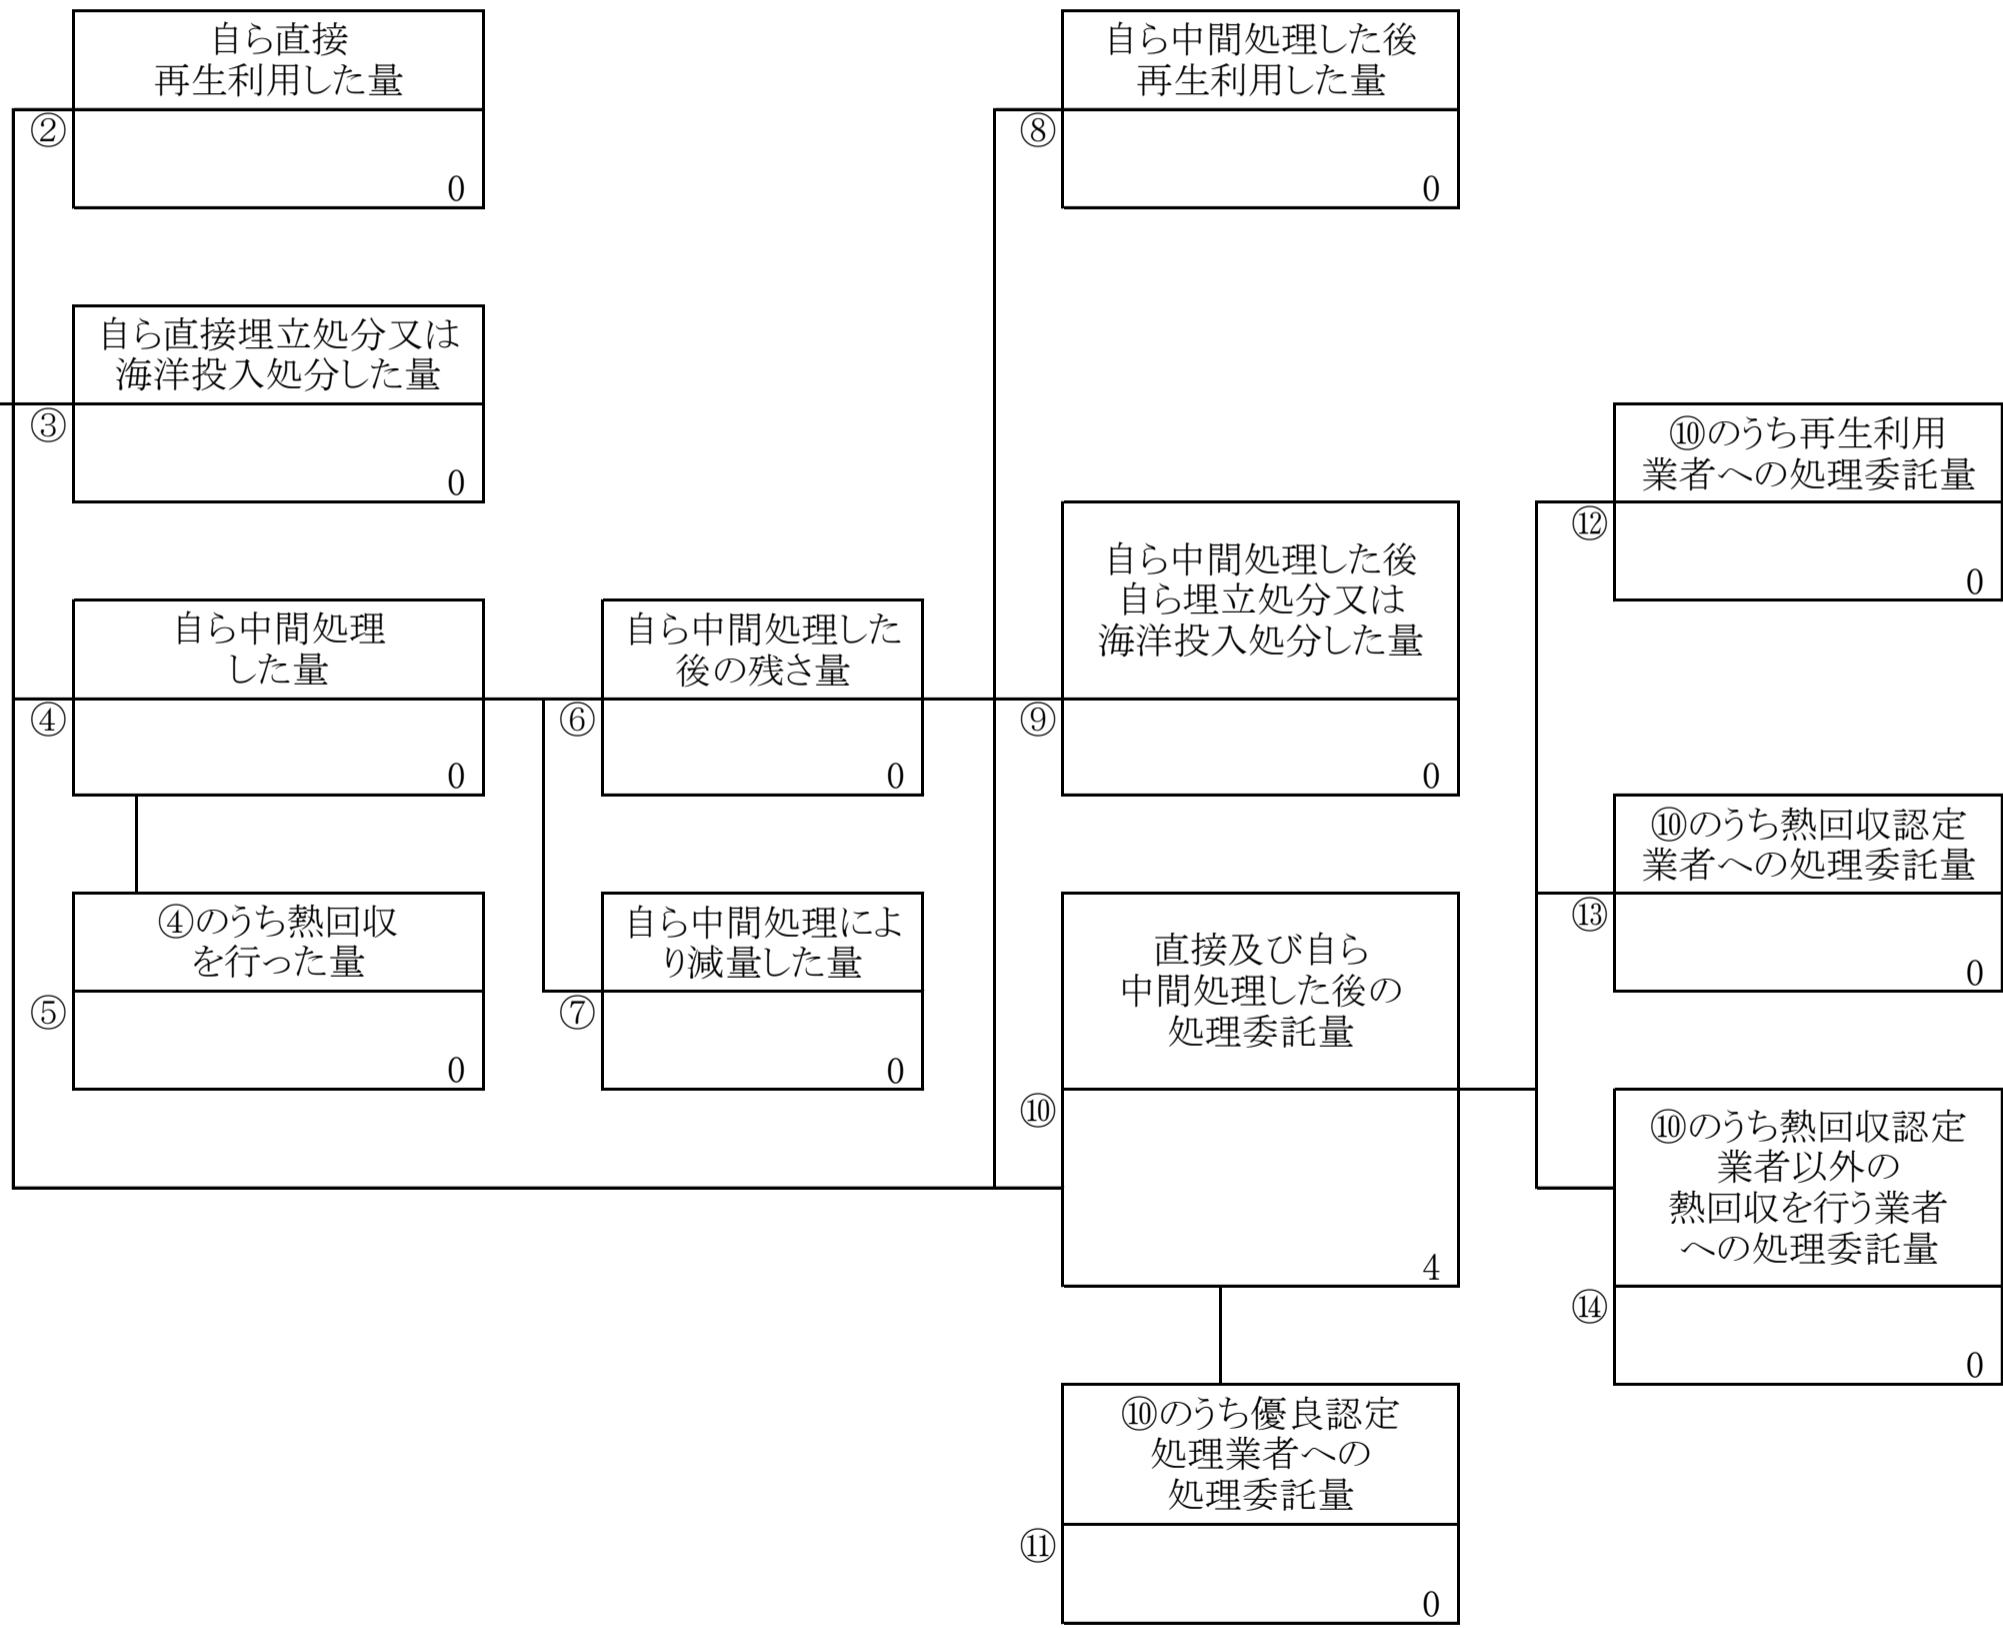 自ら直接
再生利用した量
②
0
自ら直接埋立処分又は
海洋投入処分した量
③
0
自ら中間処理
した量
④
0
④のうち熱回収
を行った量
⑤
0
自ら中間処理した
後の残さ量
⑥
0
自ら中間処理によ
り減量した量
⑦
0
自ら中間処理した後
再生利用した量
⑧
0
自ら中間処理した後
自ら埋立処分又は
海洋投入処分した量
⑨
0
直接及び自ら
中間処理した後の
処理委託量
⑩
4
⑩のうち優良認定
処理業者への
処理委託量
⑪
0
⑩のうち再生利用
業者への処理委託量
⑫
0
⑩のうち熱回収認定
業者への処理委託量
⑬
0
⑩のうち熱回収認定
業者以外の
熱回収を行う業者
への処理委託量
⑭
0